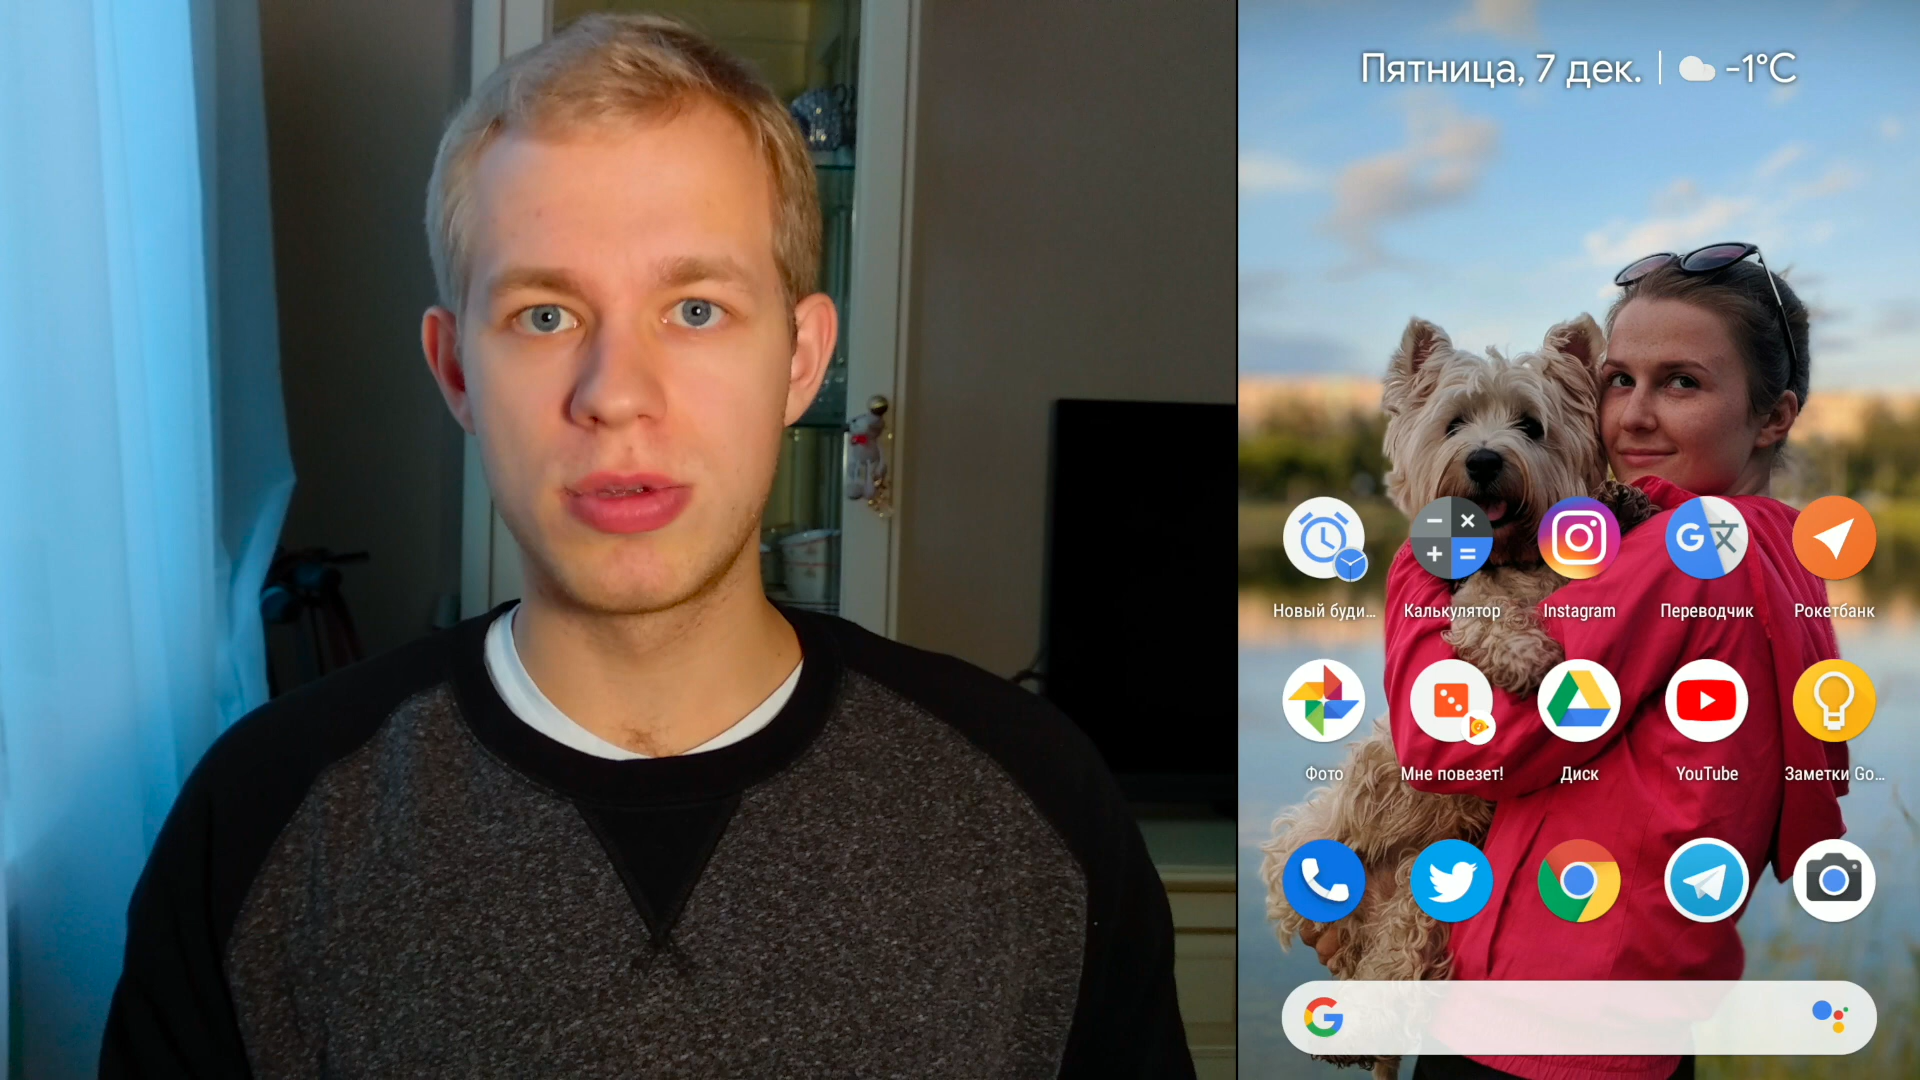 Пятница, 7 дек. | -1°C
Новый буди... Калькулятор Instagram Переводчик Рокетбанк
Фото Мне повезет! Диск YouTube Заметки Go...